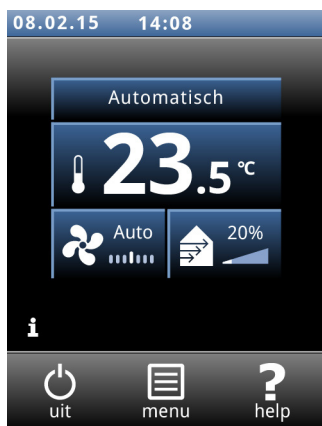 08.02.15 14:08
Automatisch
23.5 °C
Auto 20%
i
uit menu ? help